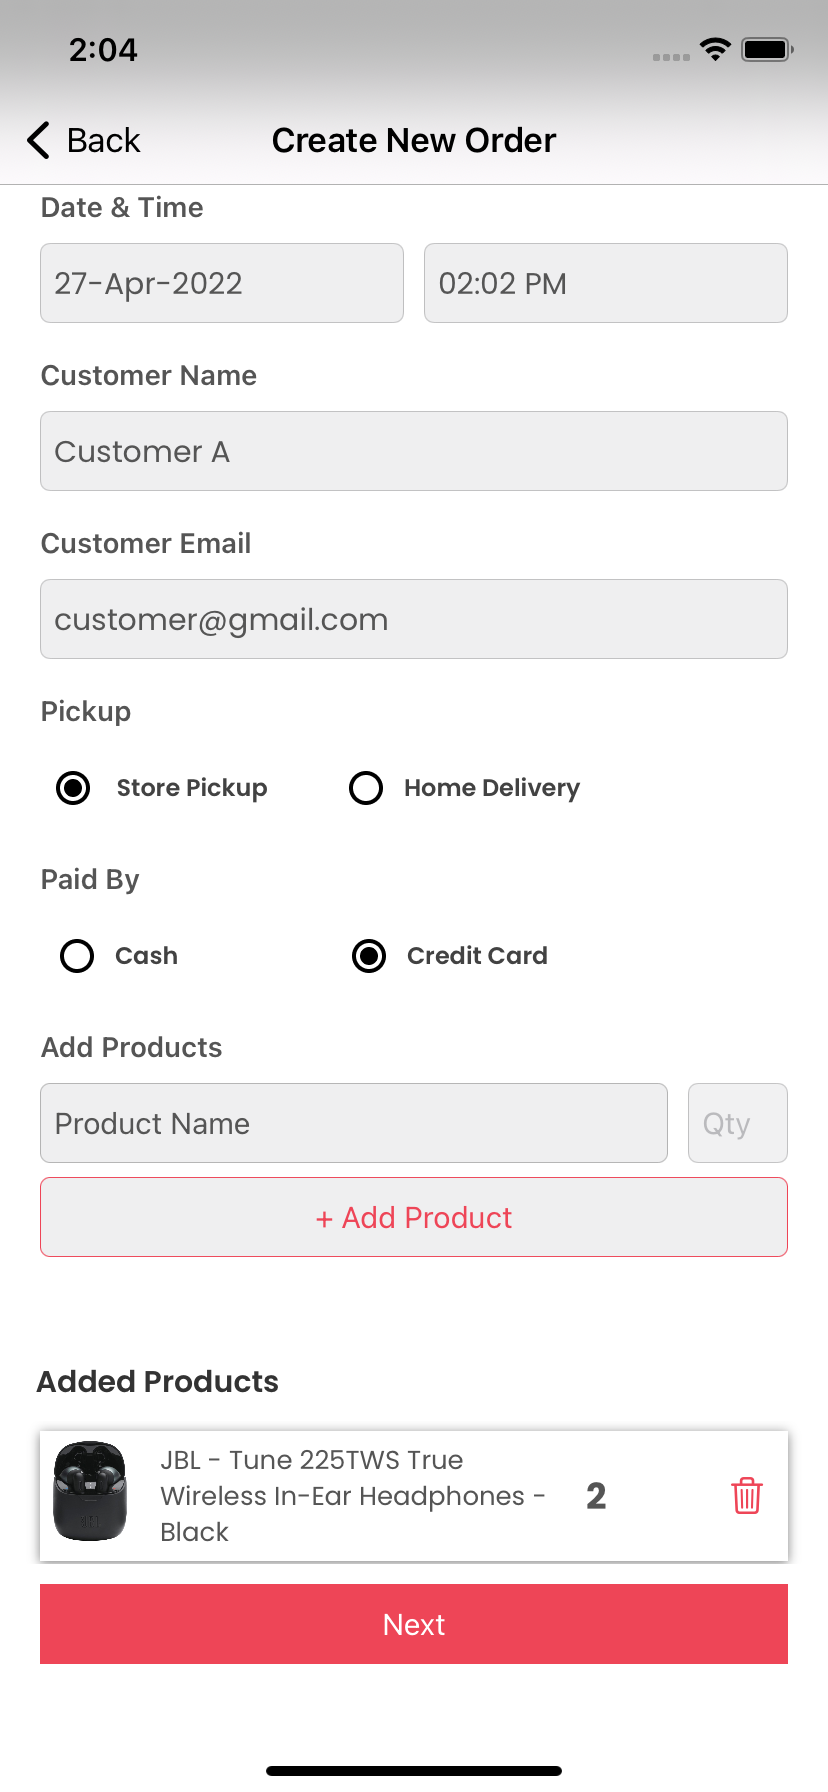 2:04
Back
Create New Order
Date & Time
27-Apr-2022
02:02 PM
Customer Name
Customer A
Customer Email
customer@gmail.com
Pickup
Store Pickup
Home Delivery
Paid By
Cash
Credit Card
Add Products
Product Name
Qty
+ Add Product
Added Products
JBL - Tune 225TWS True
Wireless In-Ear Headphones -
Black
2
Next